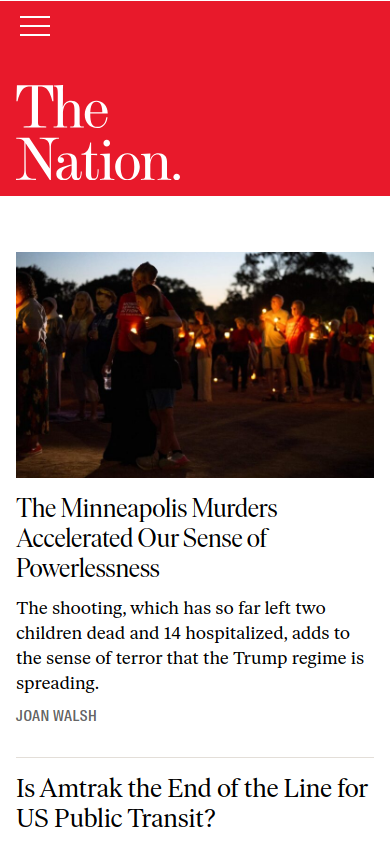 The
Nation.
The Minneapolis Murders
Accelerated Our Sense of
Powerlessness
The shooting, which has so far left two
children dead and 14 hospitalized, adds to
the sense of terror that the Trump regime is
spreading.
JOAN WALSH
Is Amtrak the End of the Line for
US Public Transit?